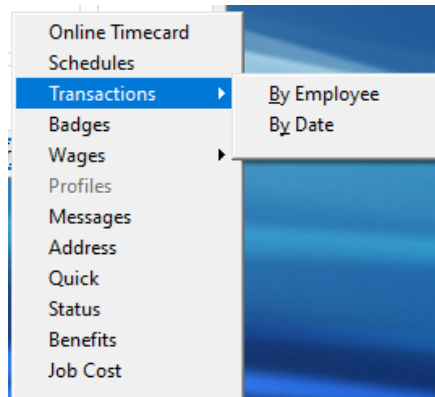 Online Timecard
Schedules
Transactions
By Employee
By Date
Badges
Wages
Profiles
Messages
Address
Quick
Status
Benefits
Job Cost